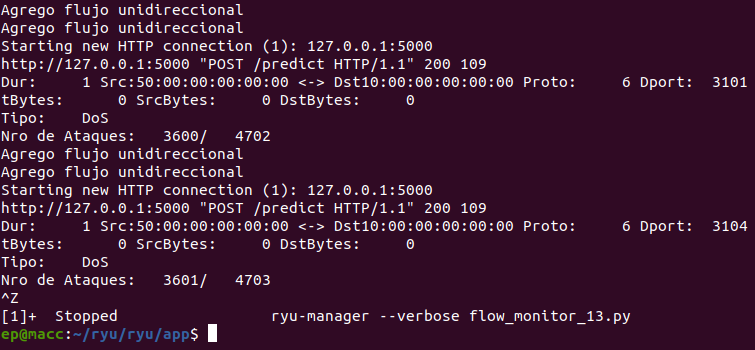 Agrego flujo unidireccional
Agrego flujo unidireccional
Starting new HTTP connection (1): 127.0.0.1:5000
http://127.0.0.1:5000 "POST /predict HTTP/1.1" 200 109
Dur:     1 Src:50:00:00:00:00:00 <-> Dst10:00:00:00:00:00:00 Proto:     6 Dport:  3101
tBytes:       0 SrcBytes:     0 DstBytes:     0
Tipo:    DoS
Nro de Ataques:   3600/   4702
Agrego flujo unidireccional
Agrego flujo unidireccional
Starting new HTTP connection (1): 127.0.0.1:5000
http://127.0.0.1:5000 "POST /predict HTTP/1.1" 200 109
Dur:     1 Src:50:00:00:00:00:00 <-> Dst10:00:00:00:00:00:00 Proto:     6 Dport:  3104
tBytes:       0 SrcBytes:     0 DstBytes:     0
Tipo:    DoS
Nro de Ataques:   3601/   4703
^Z
[1]+  Stopped                 ryu-manager --verbose flow_monitor_13.py
ep@macc:~/ryu/ryu/app$